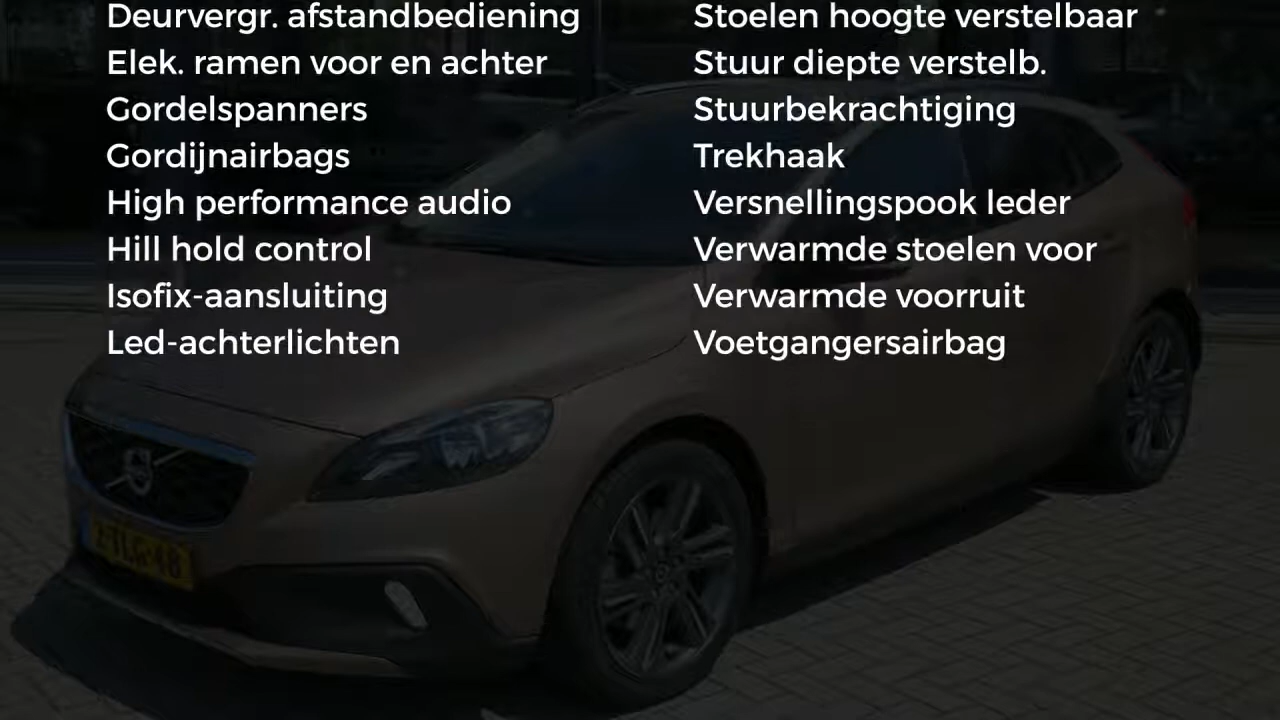 Deurvergr. afstandbediening
Elek. ramen voor en achter
Gordelspanners
Gordijnairbags
High performance audio
Hill hold control
Isofix-aansluiting
Led-achterlichten
Stoelen hoogte verstelbaar
Stuur diepte verstelb.
Stuurbekrachtiging
Trekhaak
Versnellingspook leder
Verwarmde stoelen voor
Verwarmde voorruit
Voetgangersairbag